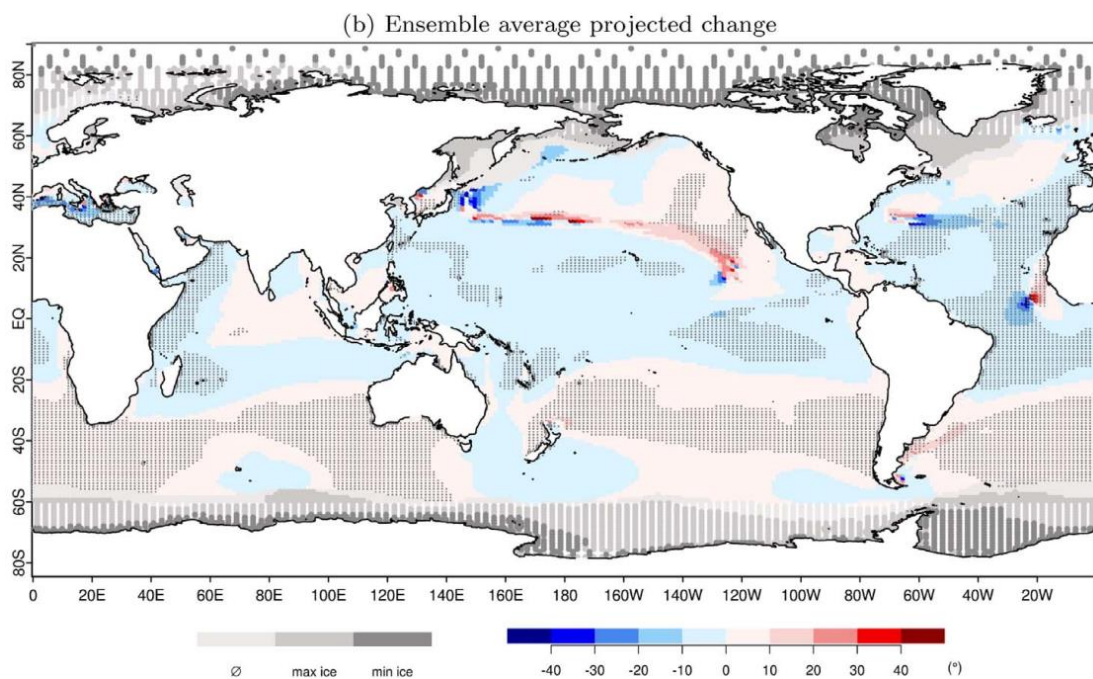 (b) Ensemble average projected change
80N
60N
40N
20N
EQ
20S
40S
60S
80S
0 20E 40E 60E 80E 100E 120E 140E 160E 180 160W 140W 120W 100W 80W 60W 40W 20W
∅ max ice min ice
-40 -30 -20 -10 0 10 20 30 40 (°)